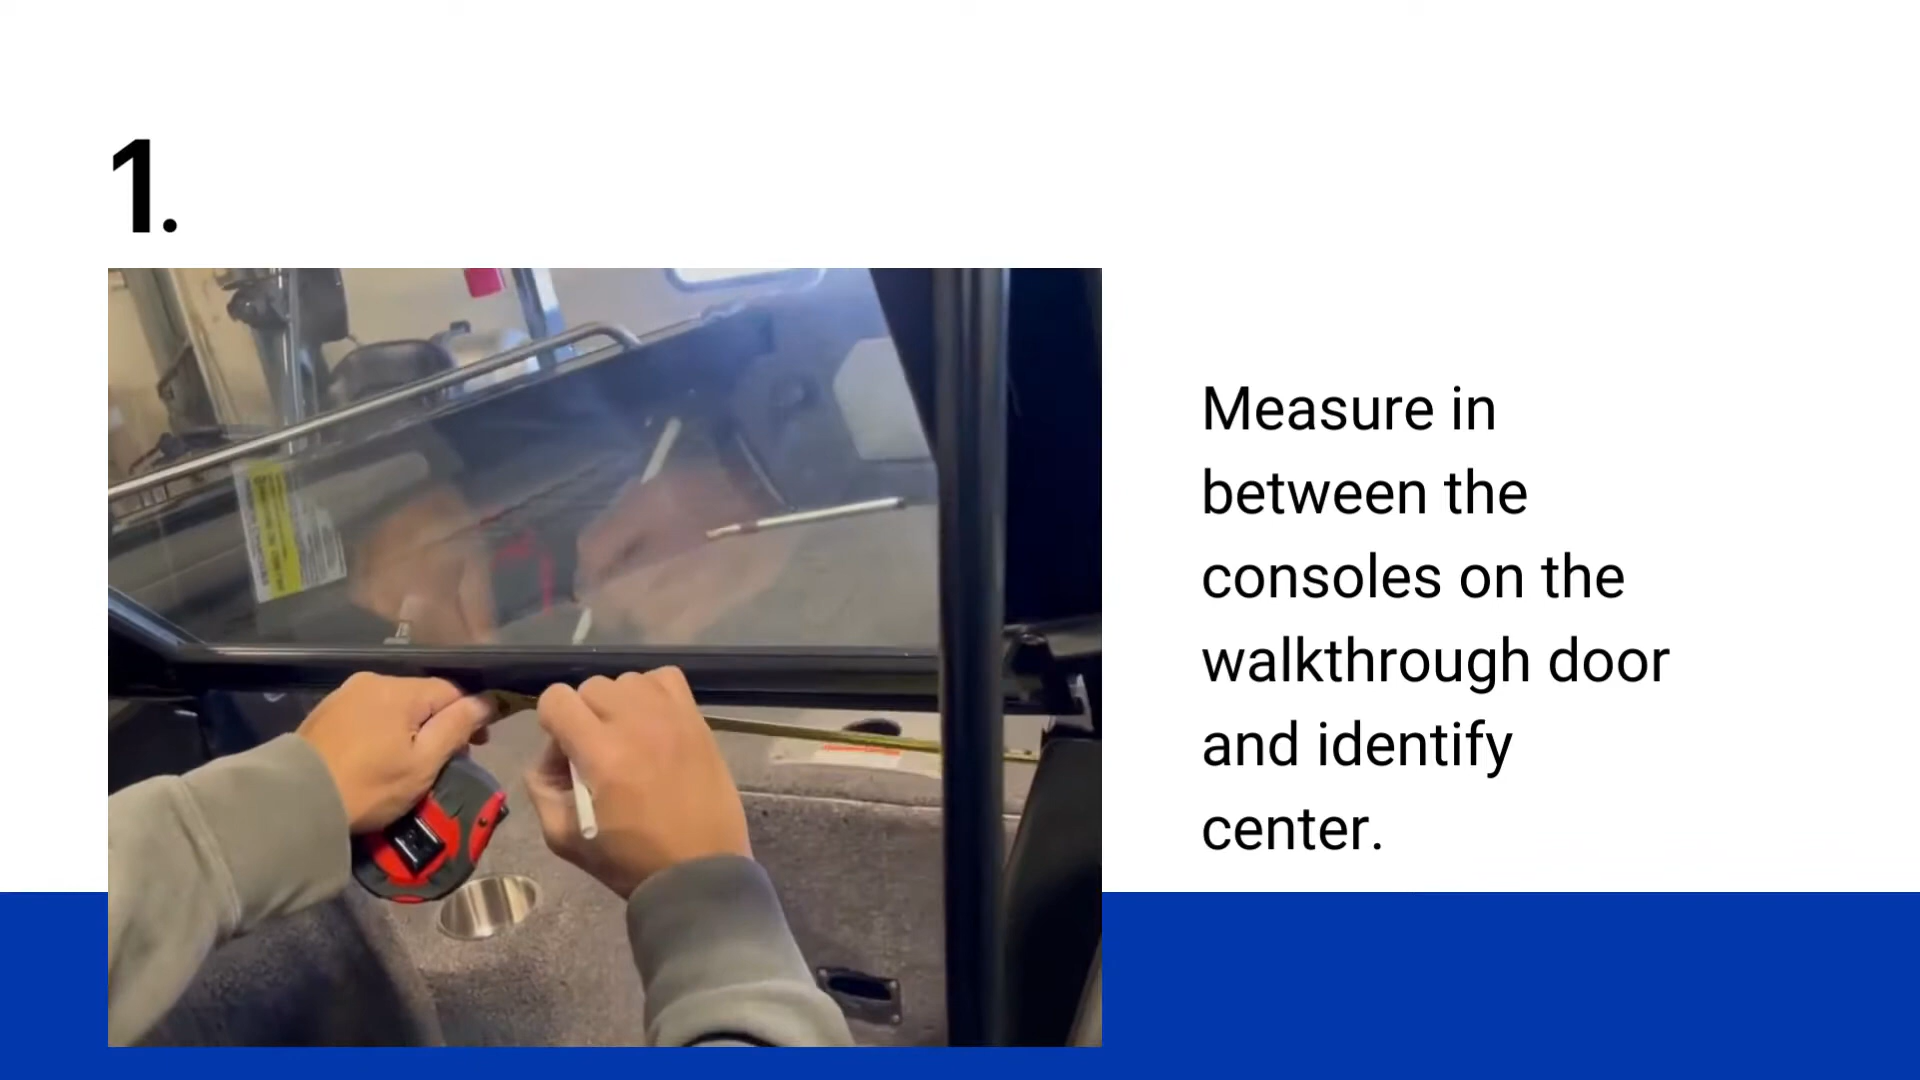 1.
Measure in
between the
consoles on the
walkthrough door
and identify
center.